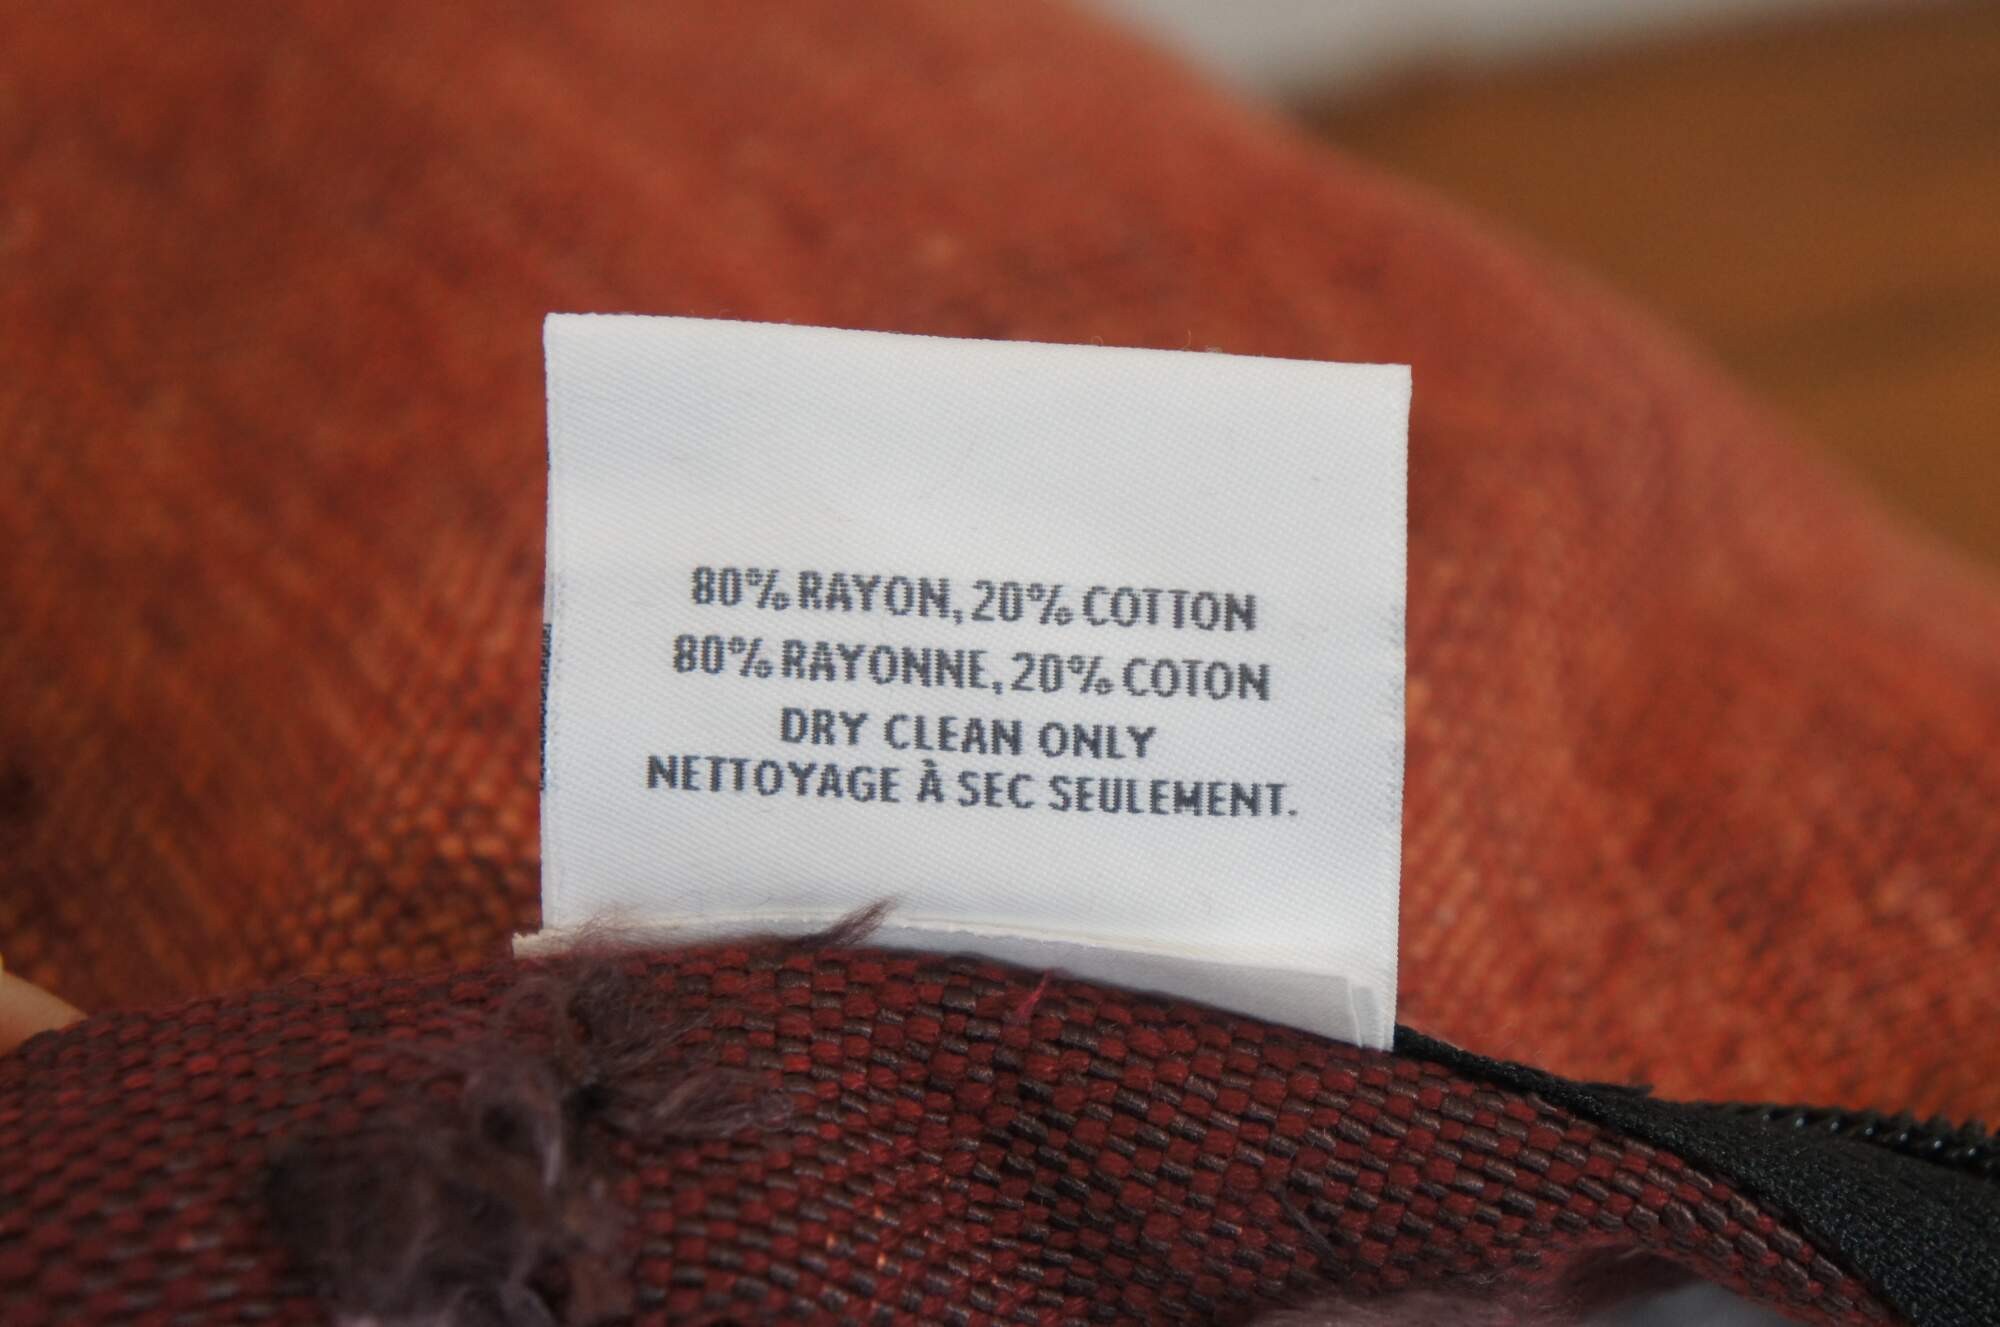 80% RAYON, 20% COTTON
80% RAYONNE, 20% COTON
DRY CLEAN ONLY
NETTOYAGE À SEC SEULEMENT.